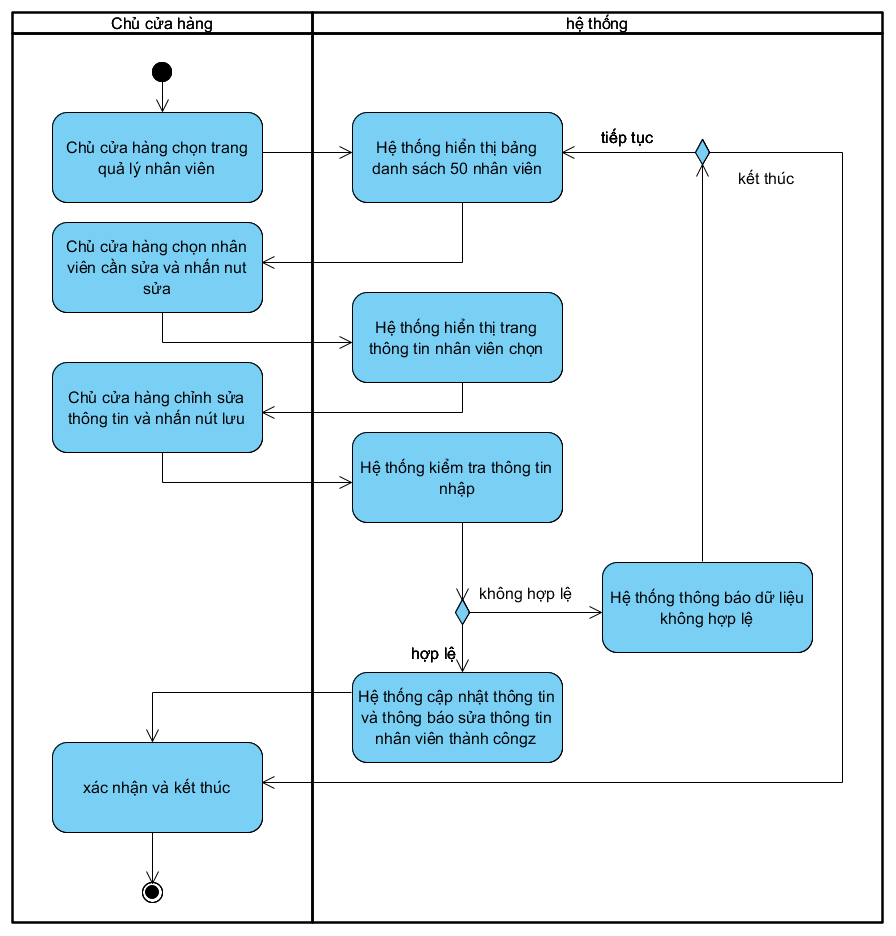 Chủ cửa hàng
hệ thống
Chủ cửa hàng chọn trang
quả lý nhân viên
Hệ thống hiển thị bảng
danh sách 50 nhân viên
tiếp tục
kết thúc
Chủ cửa hàng chọn nhân
viên cần sửa và nhấn nut
sửa
Hệ thống hiển thị trang
thông tin nhân viên chọn
Chủ cửa hàng chỉnh sửa
thông tin và nhấn nút lưu
Hệ thống kiểm tra thông tin
nhập
không hợp lệ
Hệ thống thông báo dữ liệu
không hợp lệ
hợp lệ
Hệ thống cập nhật thông tin
và thông báo sửa thông tin
nhân viên thành côngz
xác nhận và kết thúc